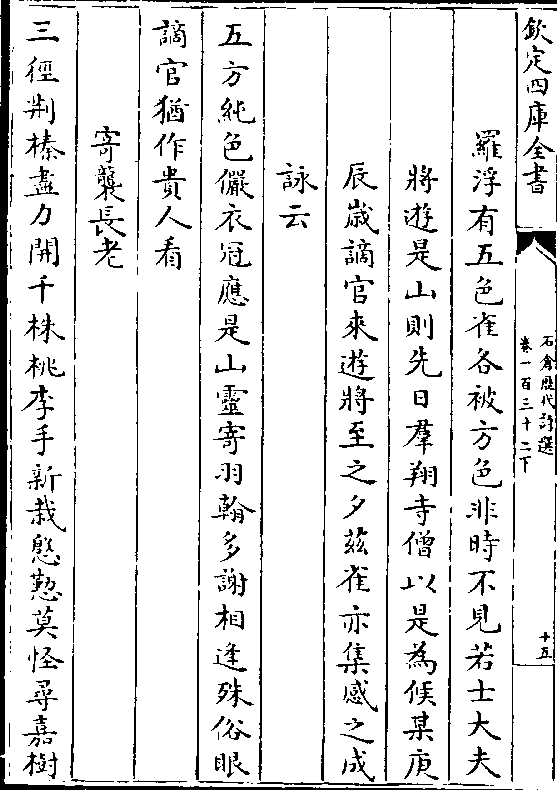 欽定四庫全書
石倉歴代詩選
卷一百三十二下
十五
羅浮有五色雀各被方色非時不見若士大夫
將遊是山則先日羣翔寺僧以是為候某庚
辰歳謫官來遊將至之夕茲雀亦集感之成
詠云
五方純色儼衣冠應是山靈寄羽翰多謝相逢殊俗眼
謫官猶作貴人看
寄龔長老
三徑荆榛盡力開千株桃李手新栽慇懃莫怪尋嘉樹